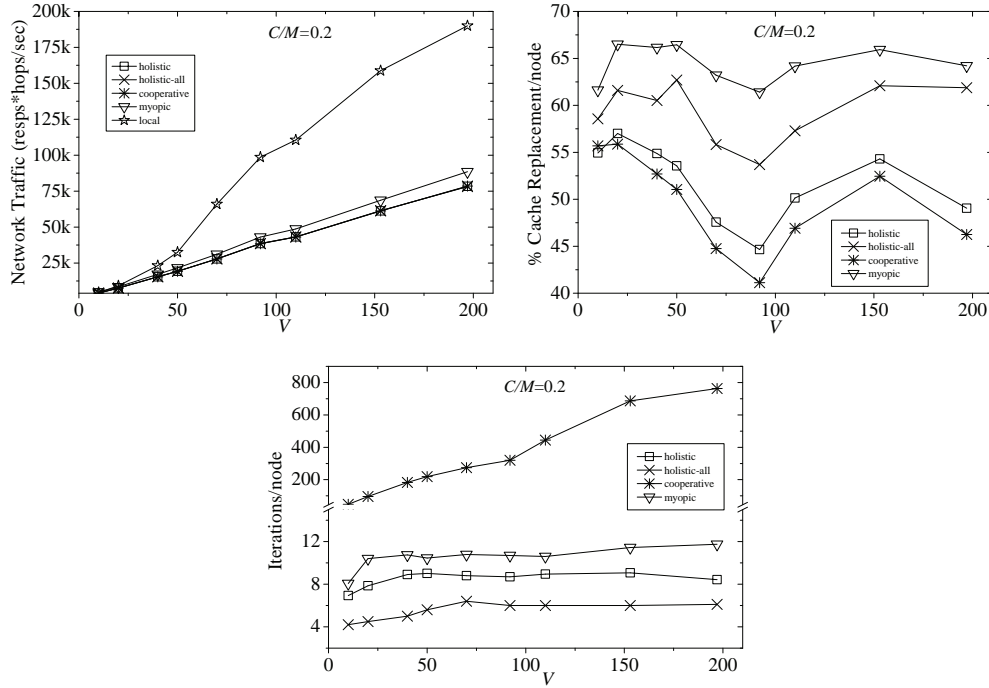 200k
175k
150k
125k
100k
75k
50k
25k
Network Traffic (resps*hops/sec)
C/M=0.2
holistic
holistic-all
cooperative
myopic
local
0 50 100 150 200
V
75
70
65
60
55
50
45
40
% Cache Replacement/node
C/M=0.2
holistic
holistic-all
cooperative
myopic
0 50 100 150 200
V
800
600
400
200
12
8
4
Iterations/node
C/M=0.2
holistic
holistic-all
cooperative
myopic
0 50 100 150 200
V